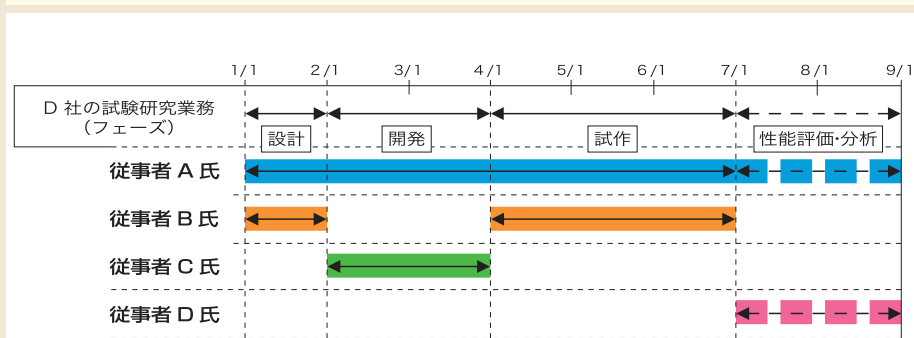 1/1 2/1 3/1 4/1 5/1 6/1 7/1 8/1 9/1
D 社の試験研究業務
(フェーズ)
設計 開発 試作 性能評価・分析
従事者 A 氏
従事者 B 氏
従事者 C 氏
従事者 D 氏